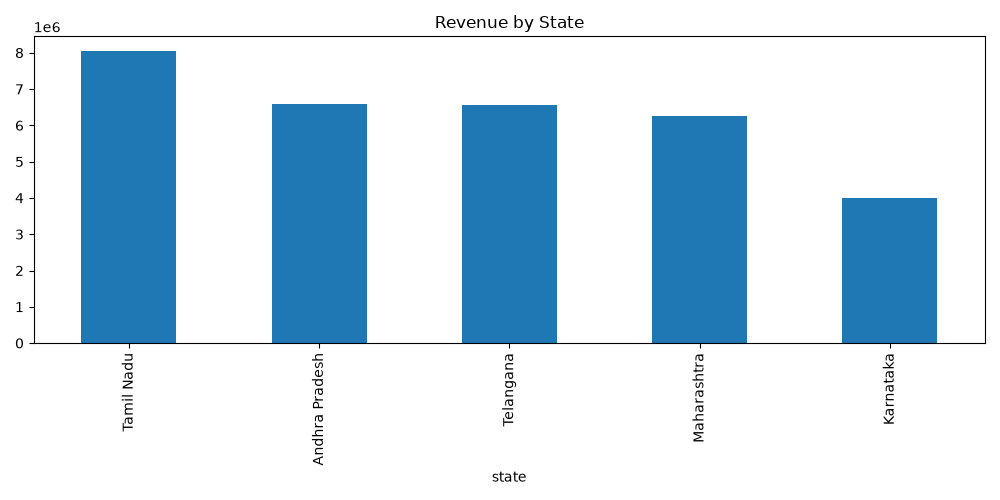 Revenue by State
1e6
8
7
6
5
4
3
2
1
0
Tamil Nadu
Andhra Pradesh
Telangana
Maharashtra
Karnataka
state